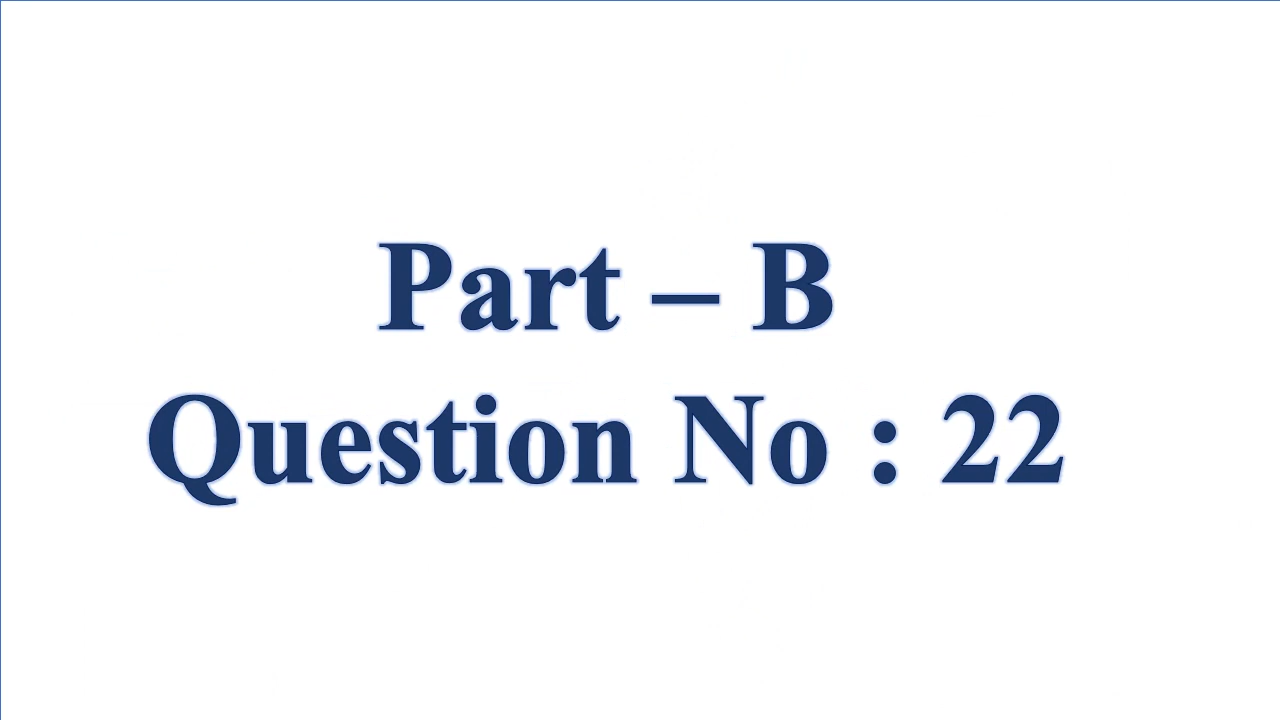 Part – B
Question No : 22